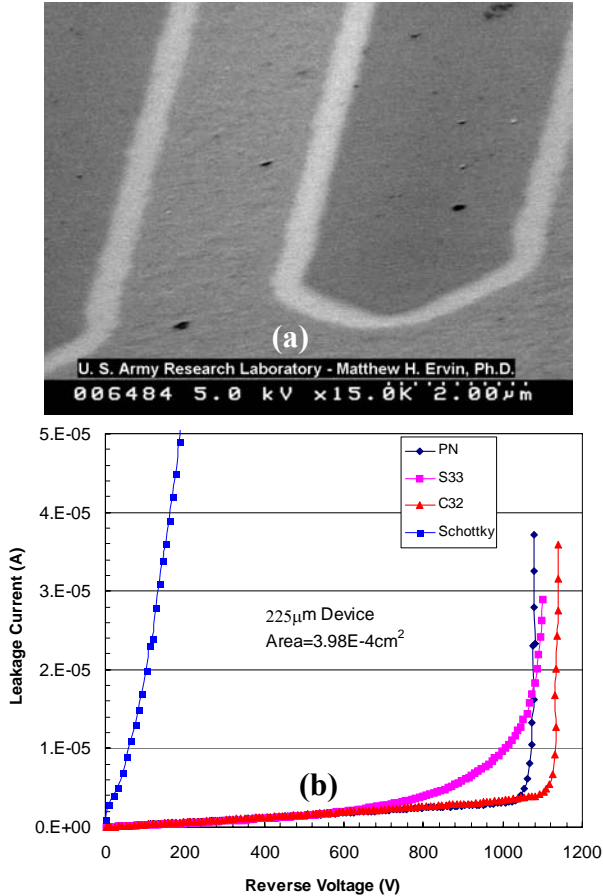 (a)
U. S. Army Research Laboratory - Matthew H. Ervin, Ph.D.
006484 5.0 kV x15.0K 2.00µm
5.E-05
4.E-05
3.E-05
2.E-05
1.E-05
0.E+00
Leakage Current (A)
PN
S33
C32
Schottky
225µm Device
Area=3.98E-4cm²
(b)
0 200 400 600 800 1000 1200
Reverse Voltage (V)